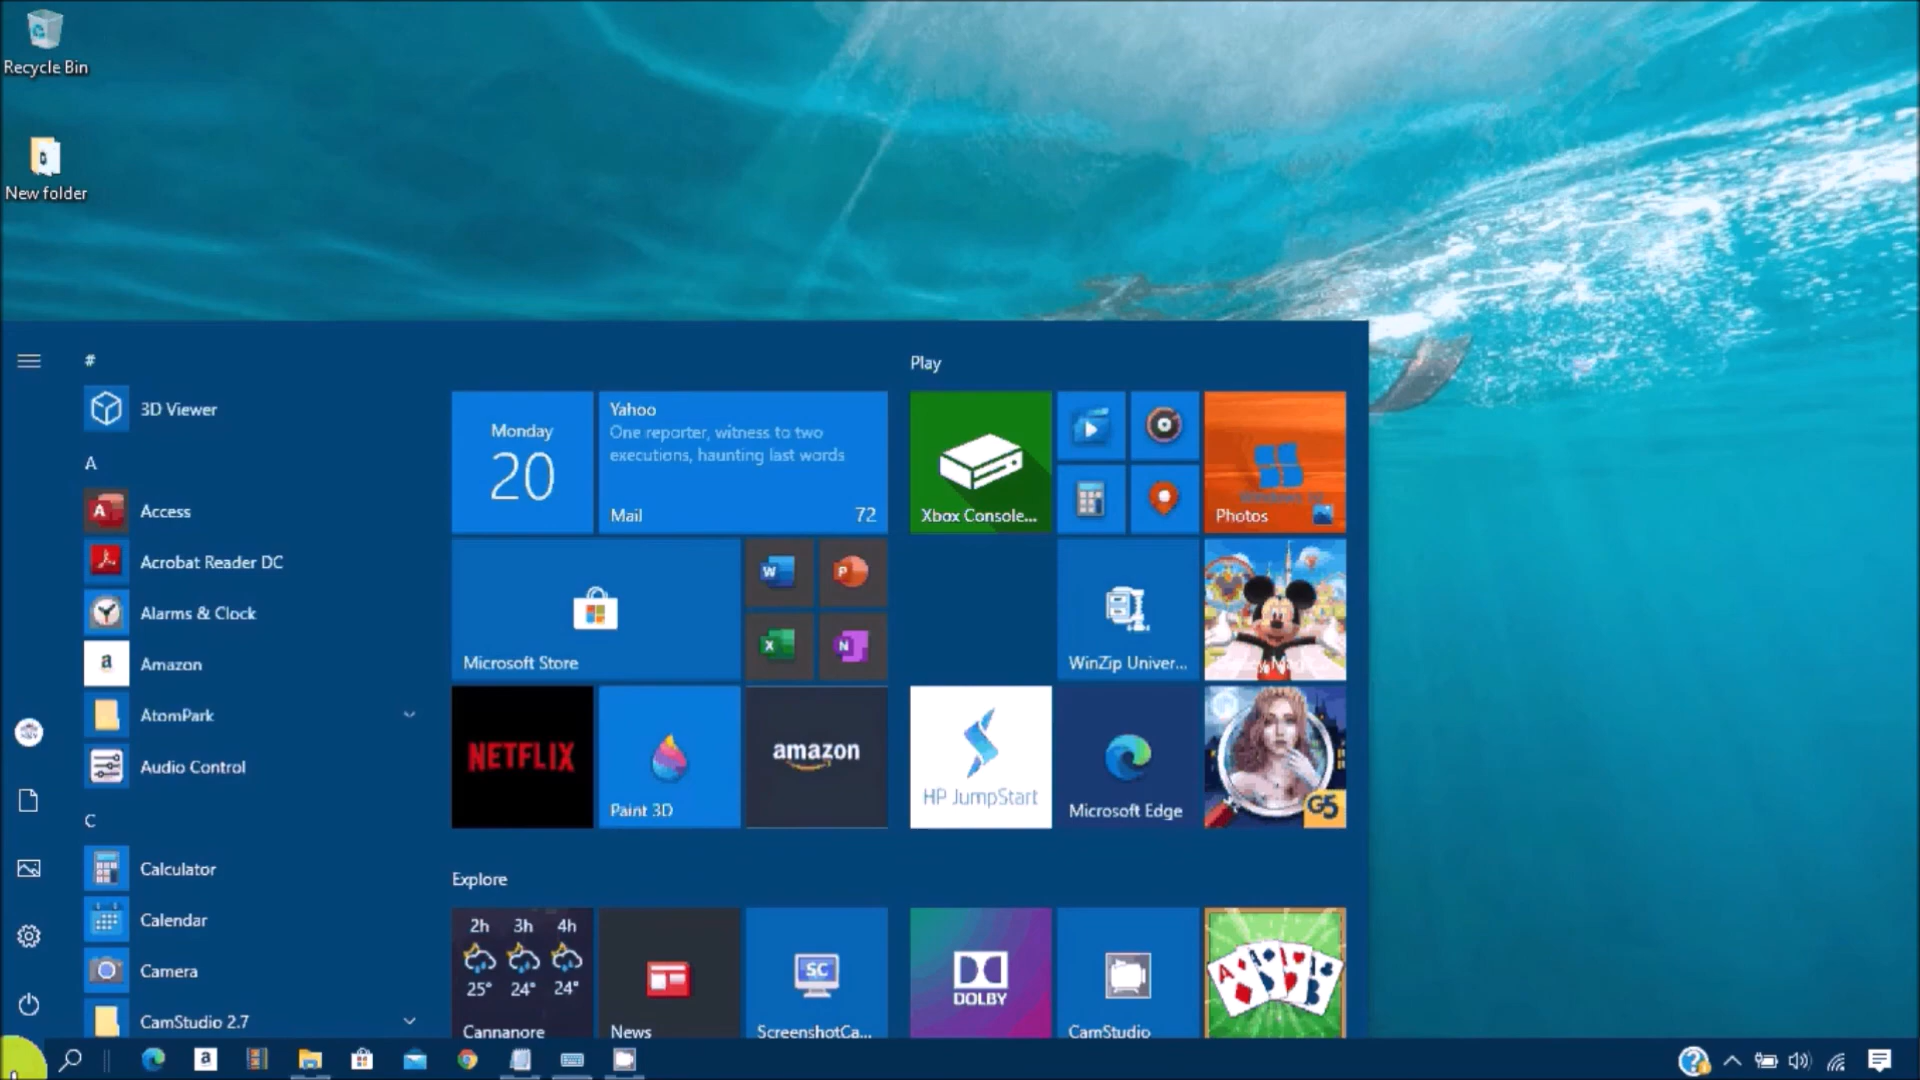 Recycle Bin
New folder
#
3D Viewer
A
Access
Acrobat Reader DC
Alarms & Clock
Amazon
AtomPark
Audio Control
C
Calculator
Calendar
Camera
CamStudio 2.7
Monday
20
Yahoo
One reporter, witness to two
executions, haunting last words
Mail 72
Microsoft Store
NETFLIX
Paint 3D
amazon
Explore
2h 3h 4h
25° 24° 24°
Cannanore
News
SC
ScreenshotCa...
Play
Xbox Console...
Photos
WinZip Univer...
HP JumpStart
Microsoft Edge
G5
DOLBY
CamStudio